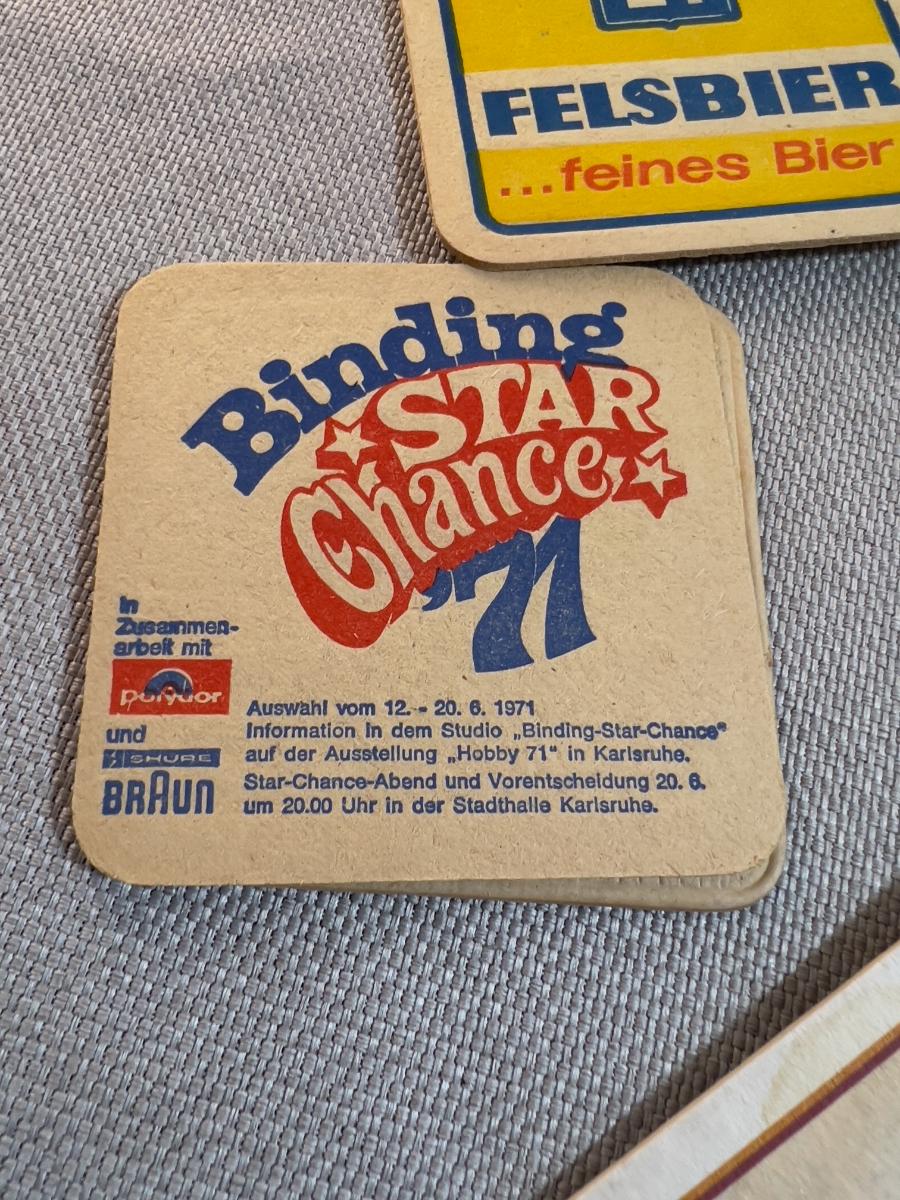 FELSBIER
...feines Bier
Binding
STAR
Chance
'71
In
Zusammen-
arbeit mit
polydor
und
SHURE
BRAUN
Auswahl vom 12. - 20. 6. 1971
Information in dem Studio „Binding-Star-Chance“
auf der Ausstellung „Hobby 71“ in Karlsruhe.
Star-Chance-Abend und Vorentscheidung 20. 6.
um 20.00 Uhr in der Stadthalle Karlsruhe.